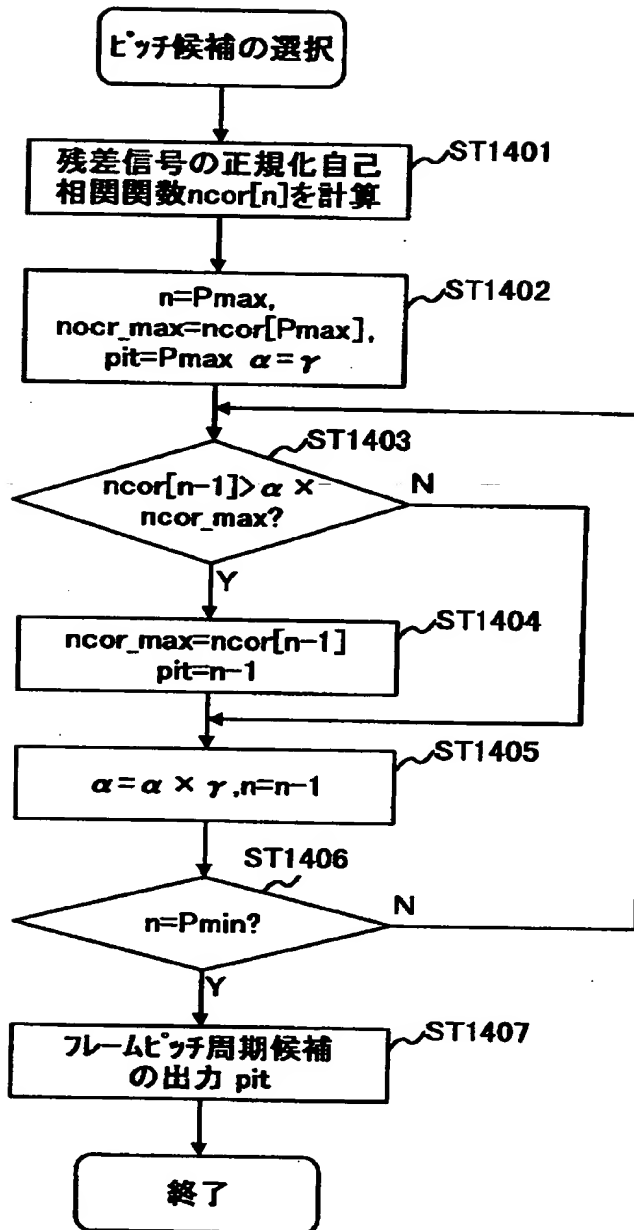 ピッチ候補の選択
残差信号の正規化自己
相関関数ncor[n]を計算
ST1401
n=Pmax,
nocr_max=ncor[Pmax],
pit=Pmax α=γ
ST1402
ncor[n-1]>α×
ncor_max?
ST1403
N
Y
ncor_max=ncor[n-1]
pit=n-1
ST1404
α=α×γ,n=n-1
ST1405
n=Pmin?
ST1406
N
Y
フレームピッチ周期候補
の出力 pit
ST1407
終了